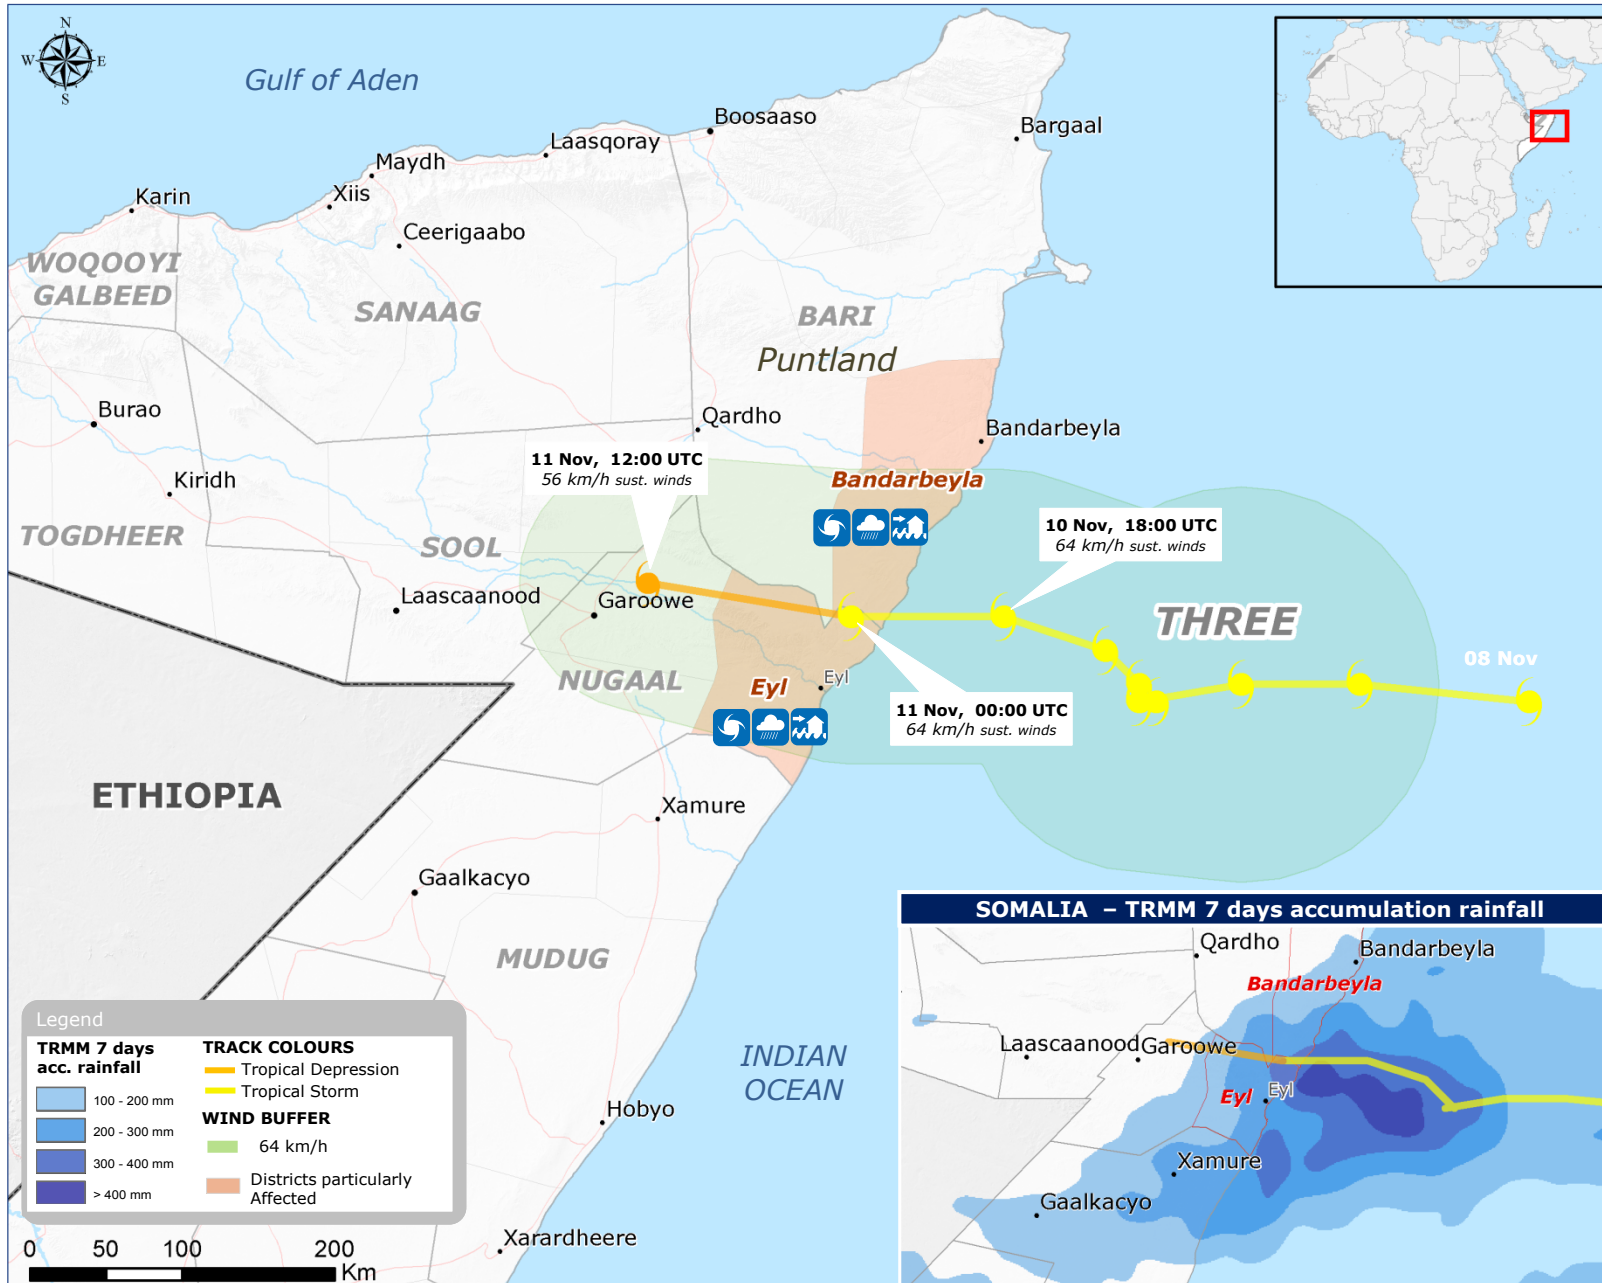 N
W
E
S
Gulf of Aden
Boosaaso
Bargaal
Laasqoray
Maydh
Karin
Xiis
Ceerigaabo
WOQOOYI
GALBEED
SANAAG
BARI
Puntland
Burao
Qardho
Bandarbeyla
11 Nov,  12:00 UTC
56 km/h sust. winds
Kiridh
Bandarbeyla
TOGDHEER
SOOL
10 Nov,  18:00 UTC
64 km/h sust. winds
Laascaanood
Garoowe
THREE
08 Nov
NUGAAL
Eyl
Eyl
11 Nov,  00:00 UTC
64 km/h sust. winds
ETHIOPIA
Xamure
Gaalkacyo
MUDUG
INDIAN
OCEAN
Hobyo
Xarardheere
SOMALIA  – TRMM 7 days accumulation rainfall
Qardho
Bandarbeyla
Bandarbeyla
Laascaanood
Garoowe
Eyl
Eyl
Xamure
Gaalkacyo
Legend
TRMM 7 days
acc. rainfall
100 - 200 mm
200 - 300 mm
300 - 400 mm
> 400 mm
TRACK COLOURS
Tropical Depression
Tropical Storm
WIND BUFFER
64 km/h
Districts particularly
Affected
0 50 100 200
Km